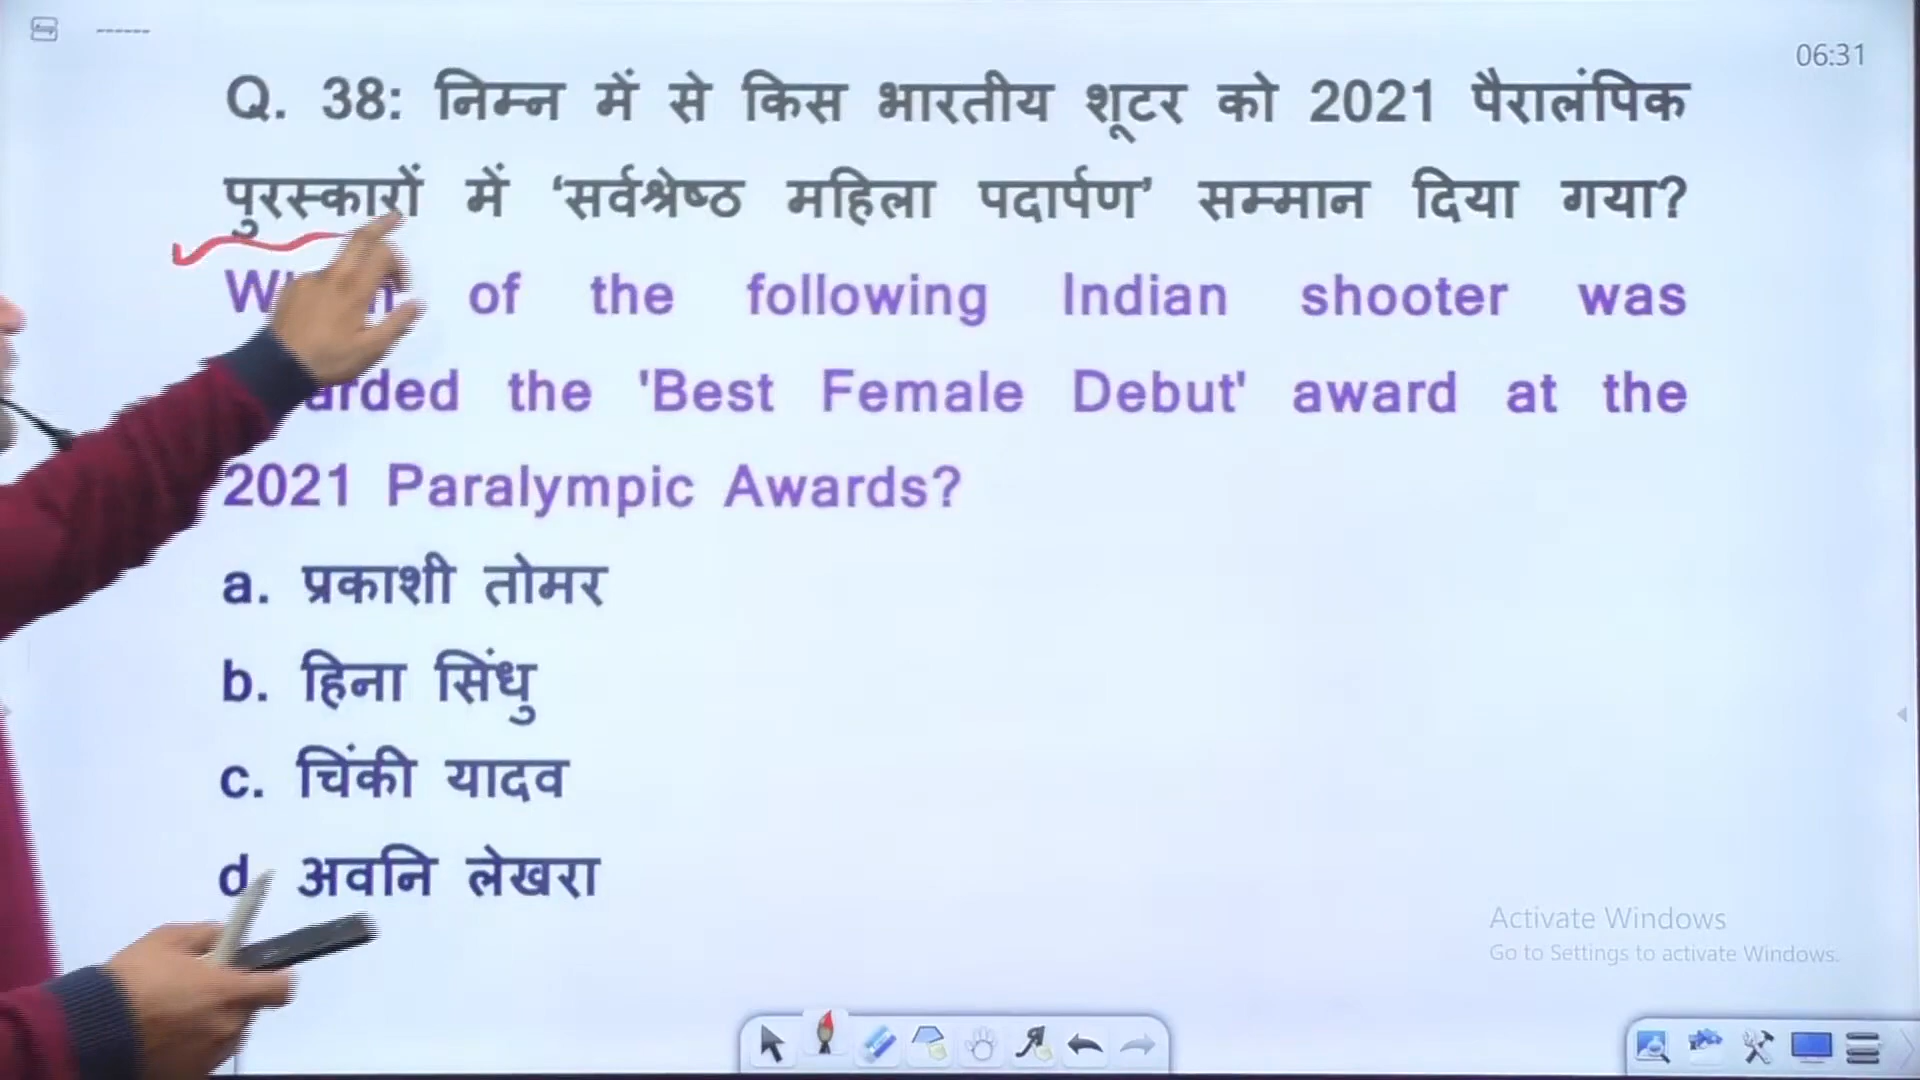 06:31
Q. 38: निम्न में से किस भारतीय शूटर को 2021 पैरालंपिक
पुरस्कारों में ‘सर्वश्रेष्ठ महिला पदार्पण’ सम्मान दिया गया?
of the following Indian shooter was
the 'Best Female Debut' award at the
2021 Paralympic Awards?
a. प्रकाशी तोमर
b. हिना सिंधु
c. चिंकी यादव
d. अवनि लेखरा
Activate Windows
Go to Settings to activate Windows.